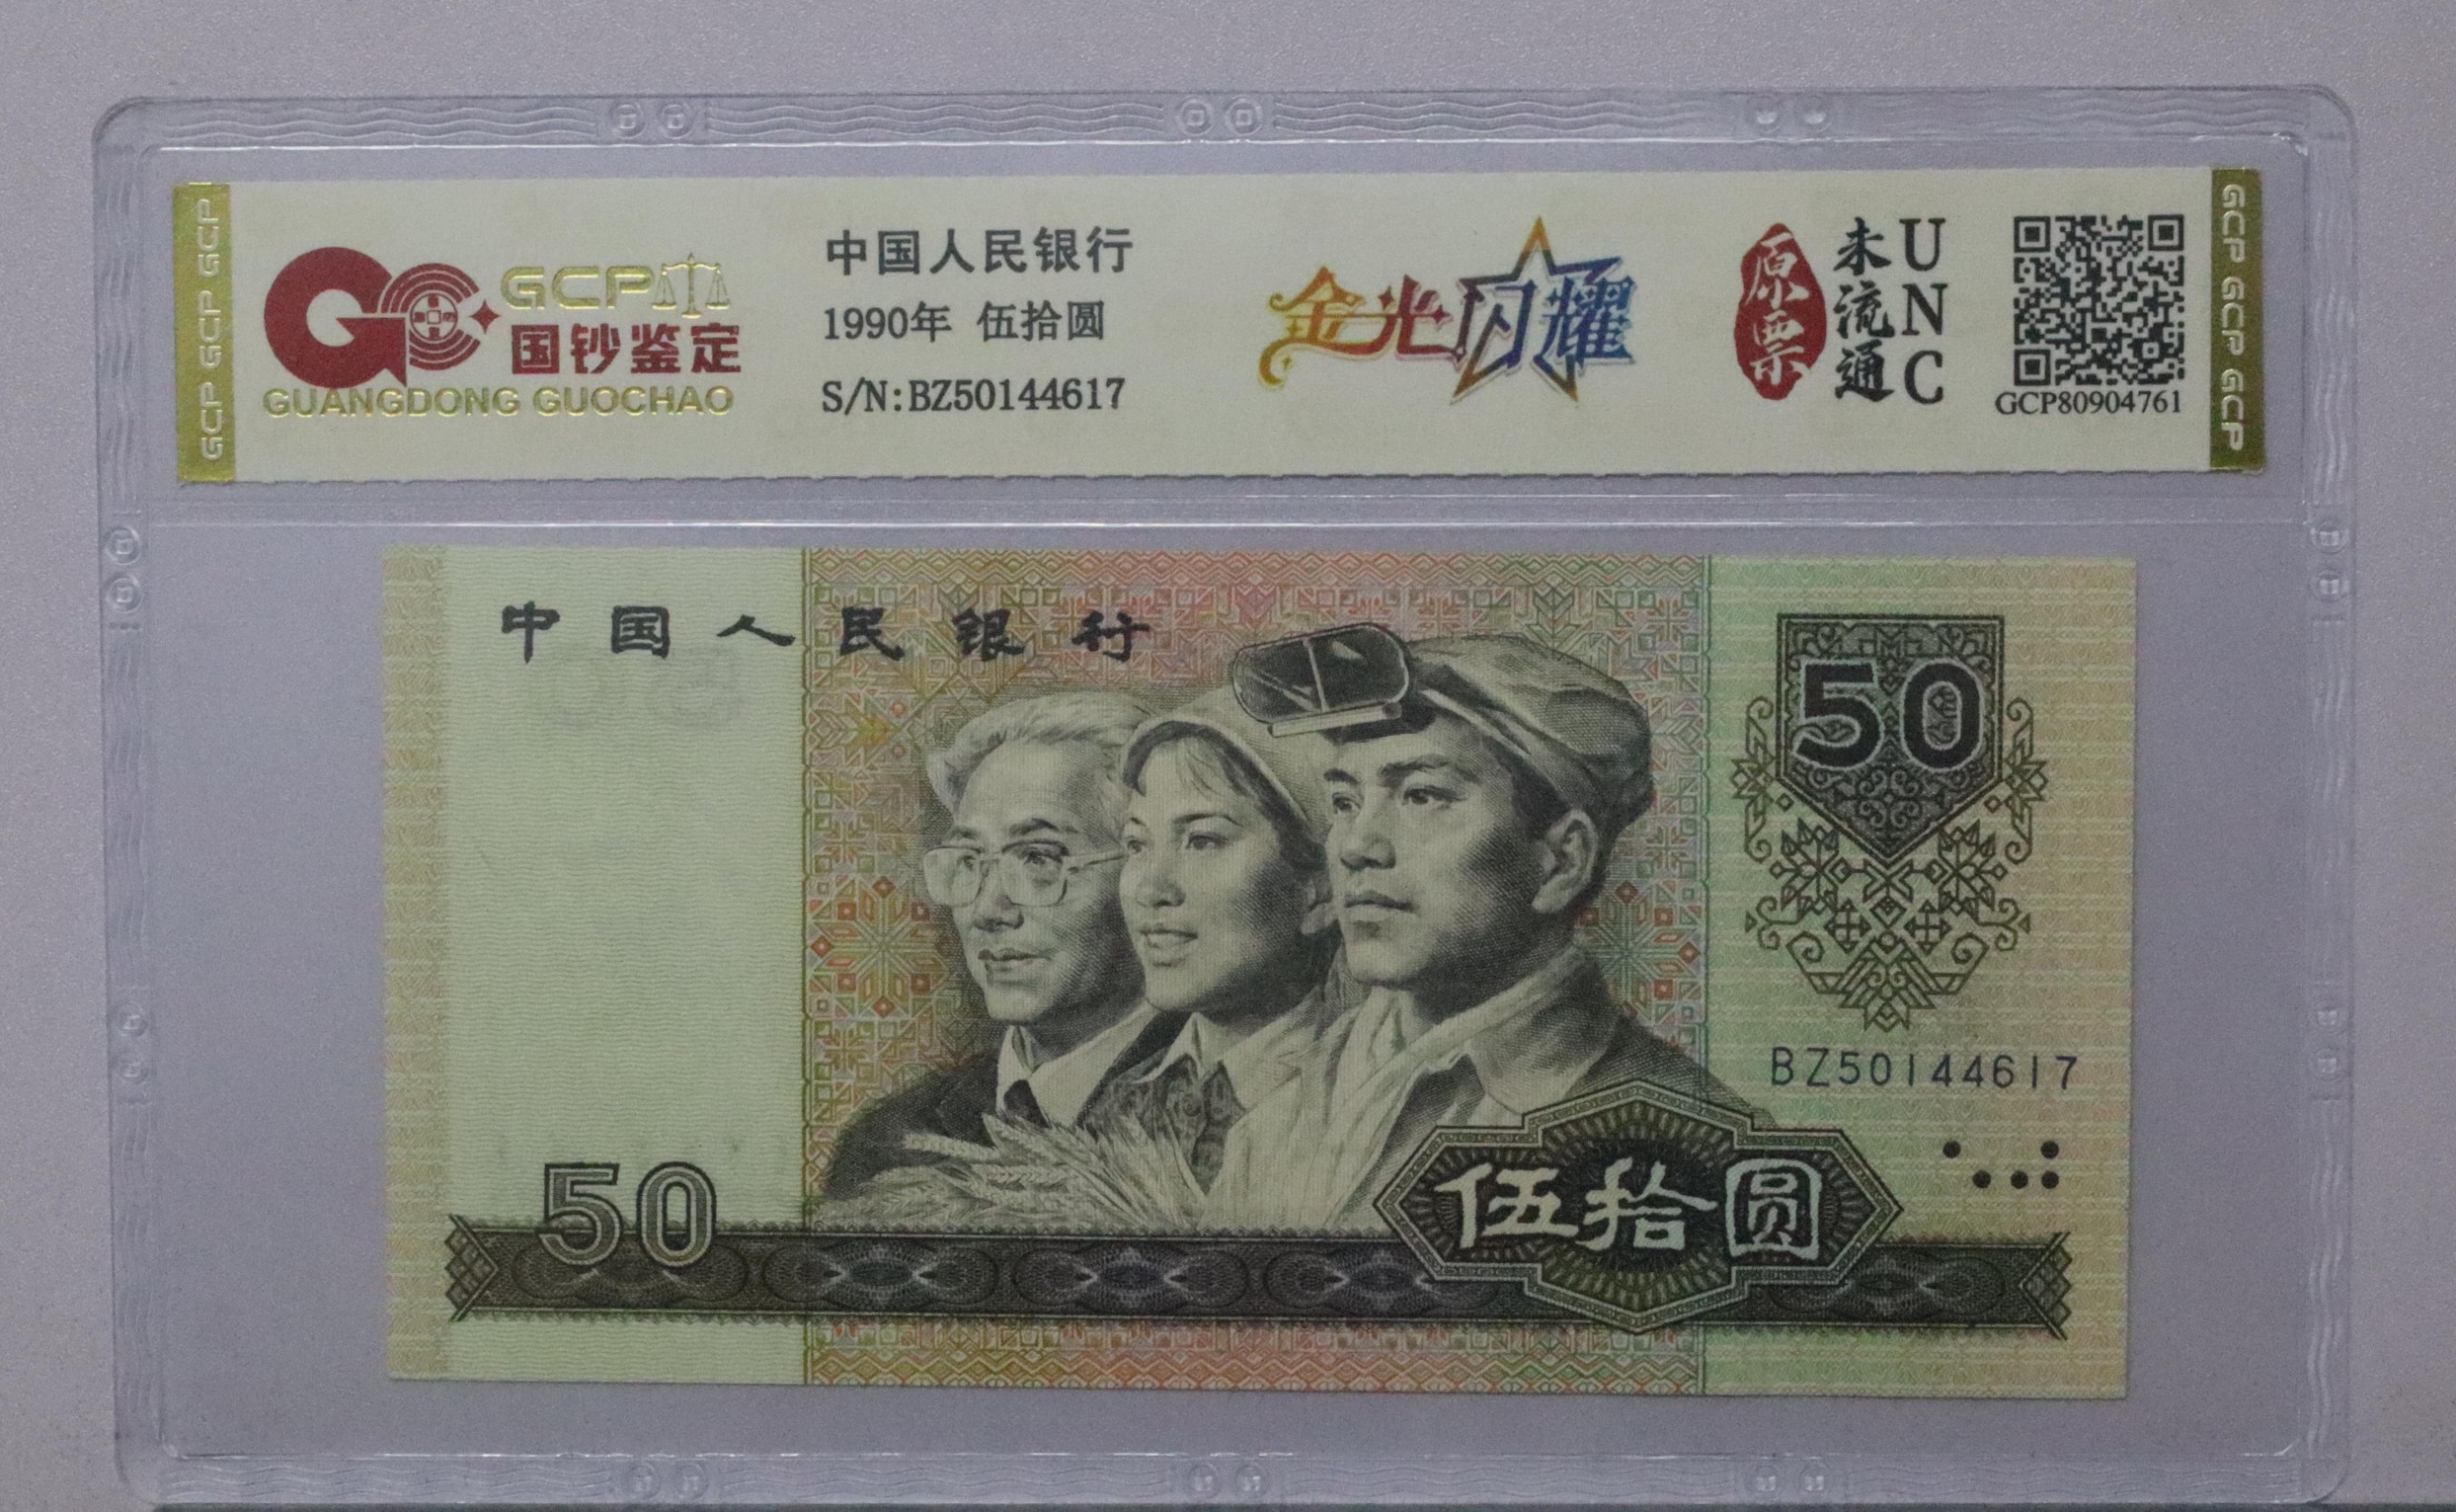 GCP GCP GCP
GCP
国钞鉴定
GUANGDONG GUOCHAO
中国人民银行
1990年 伍拾圆
S/N:BZ50144617
金光闪耀
原票
未流通
UNC
GCP80904761
GCP GCP GCP
中国人民银行
50
BZ50144617
50
伍拾圆